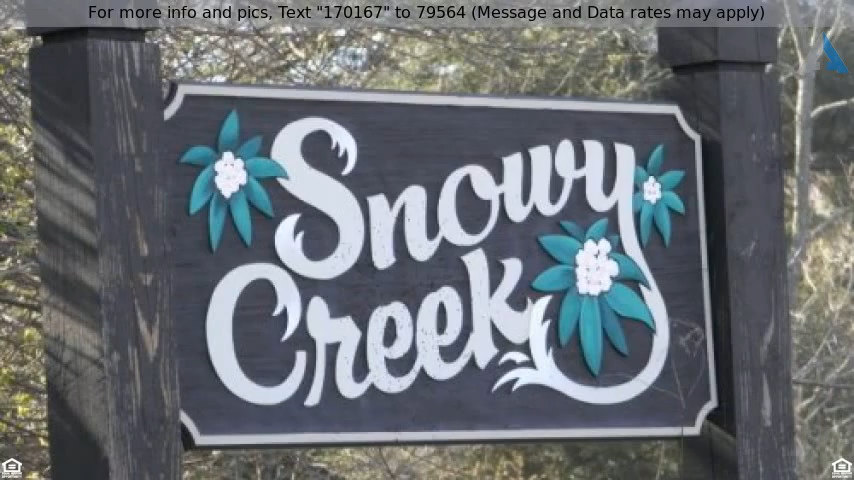 For more info and pics, Text "170167" to 79564 (Message and Data rates may apply)
Snowy
Creek